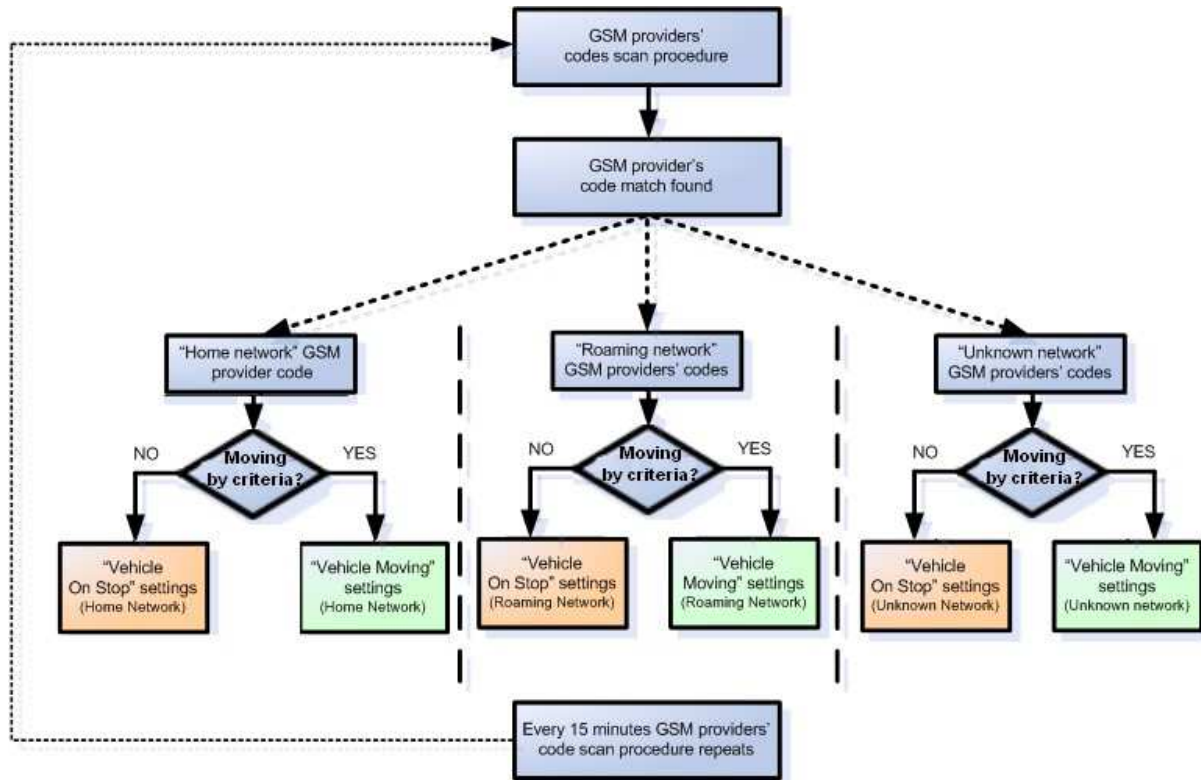 GSM providers'
codes scan procedure
GSM provider's
code match found
"Home network" GSM
provider code
"Roaming network"
GSM providers' codes
"Unknown network"
GSM providers' codes
NO
Moving
by criteria?
YES
NO
Moving
by criteria?
YES
NO
Moving
by criteria?
YES
"Vehicle
On Stop" settings
(Home Network)
"Vehicle Moving"
settings
(Home Network)
"Vehicle
On Stop" settings
(Roaming Network)
"Vehicle
Moving" settings
(Roaming Network)
"Vehicle
On Stop" settings
(Unknown Network)
"Vehicle Moving"
settings
(Unknown network)
Every 15 minutes GSM providers'
code scan procedure repeats